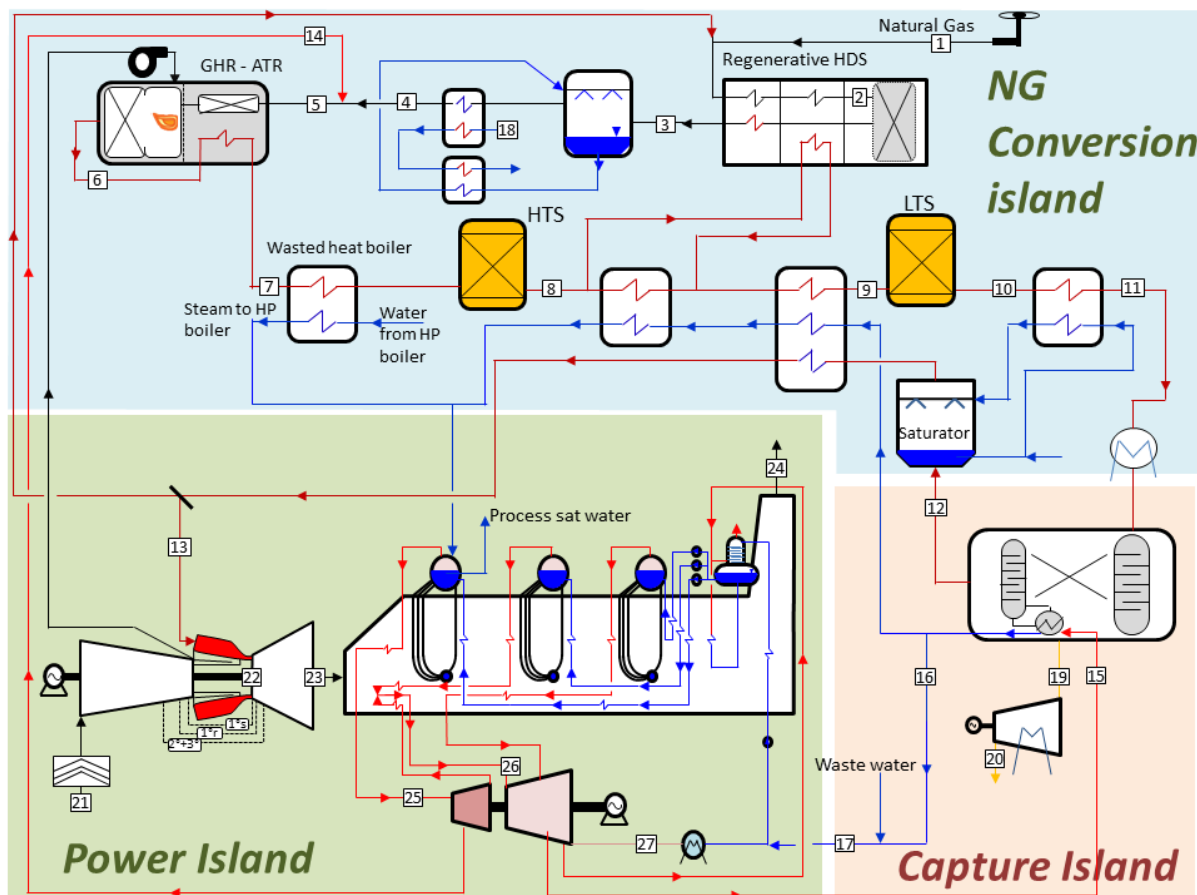 14
Natural Gas
1
GHR - ATR
Regenerative HDS
NG
Conversion
island
5
4
2
3
18
6
HTS
LTS
Wasted heat boiler
7
8
9
10
11
Steam to HP
boiler
Water
from HP
boiler
Saturator
12
24
13
Process sat water
22
23
16
19
15
1°s
1°r
2°+3°
26
20
21
25
Waste water
27
17
Power Island
Capture Island